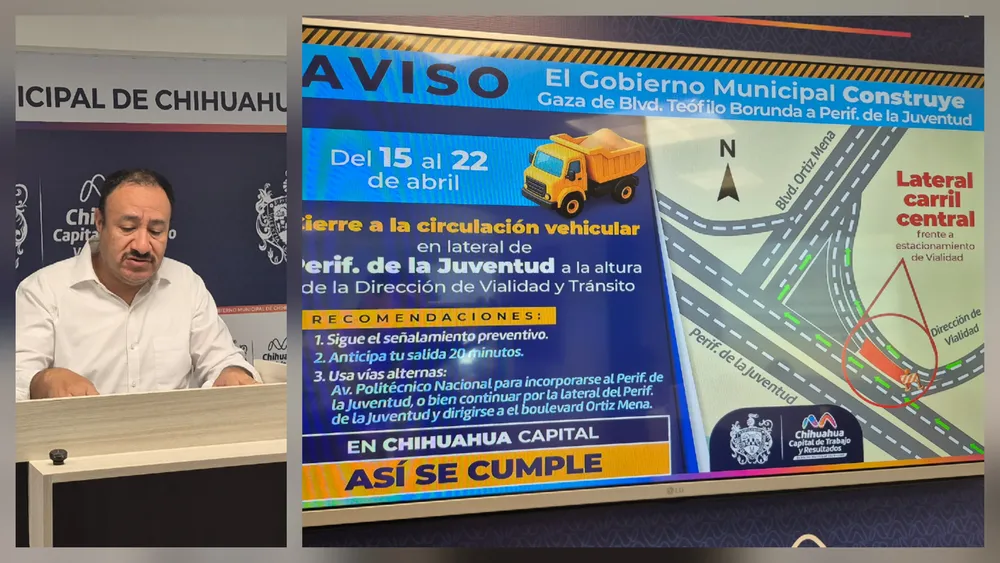 ICIPAL DE CHIHUAHU
Chih
Capital
AVISO
El Gobierno Municipal Construye
Gaza de Blvd. Teófilo Borunda a Perif. de la Juventud
Del 15 al 22
de abril
ierre a la circulación vehicular
en lateral de
Perif. de la Juventud a la altura
de la Dirección de Vialidad y Tránsito
RECOMENDACIONES:
1. Sigue el señalamiento preventivo.
2. Anticipa tu salida 20 minutos.
3. Usa vías alternas:
Av. Politécnico Nacional para incorporarse al Perif. de
la Juventud, o bien continuar por la lateral del Perif.
de la Juventud y dirigirse a el boulevard Ortiz Mena.
EN CHIHUAHUA CAPITAL
ASÍ SE CUMPLE
N
Blvd. Ortiz Mena
Lateral
carril
central
frente a
estacionamiento
de Vialidad
Dirección de
Vialidad
Perif. de la Juventud
Chihuahua
Capital de Trabajo
y Resultados
LG